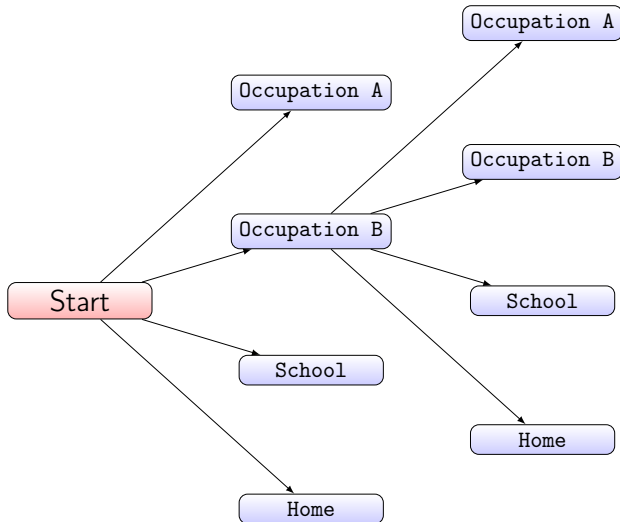 Occupation A
Occupation A
Occupation B
Occupation B
Start
School
School
Home
Home